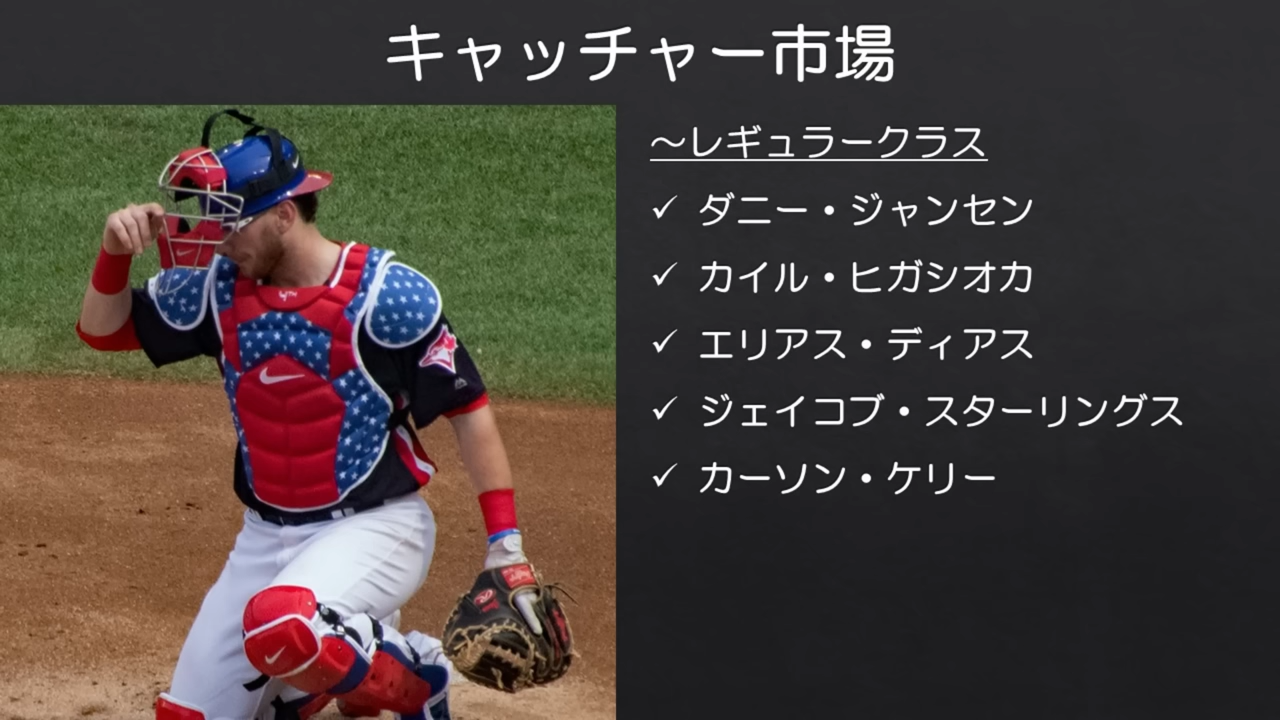 キャッチャー市場
～レギュラークラス
✓ ダニー・ジャンセン
✓ カイル・ヒガシオカ
✓ エリアス・ディアス
✓ ジェイコブ・スターリングス
✓ カーソン・ケリー